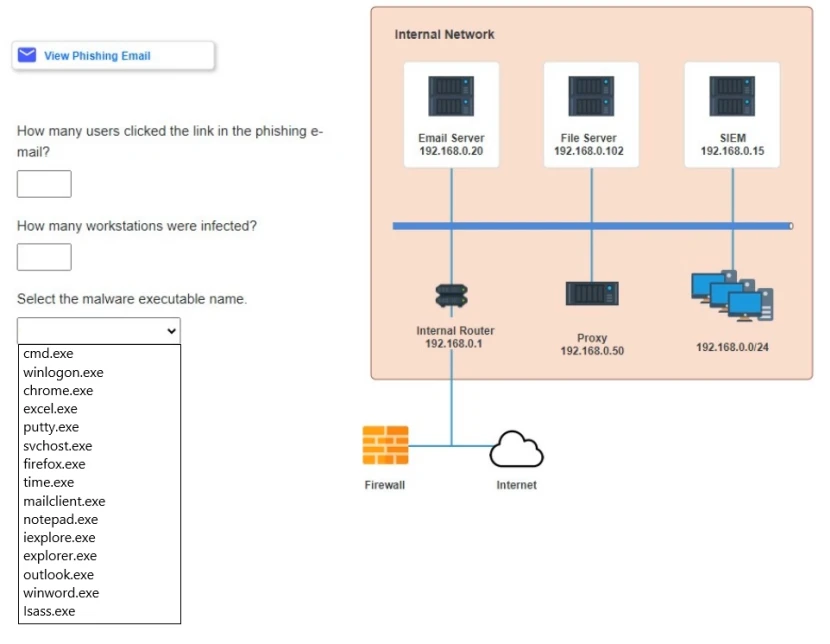 View Phishing Email
How many users clicked the link in the phishing e-
mail?
How many workstations were infected?
Select the malware executable name.
cmd.exe
winlogon.exe
chrome.exe
excel.exe
putty.exe
svchost.exe
firefox.exe
time.exe
mailclient.exe
notepad.exe
iexplore.exe
explorer.exe
outlook.exe
winword.exe
lsass.exe
Internal Network
Email Server
192.168.0.20
File Server
192.168.0.102
SIEM
192.168.0.15
Internal Router
192.168.0.1
Proxy
192.168.0.50
192.168.0.0/24
Firewall
Internet